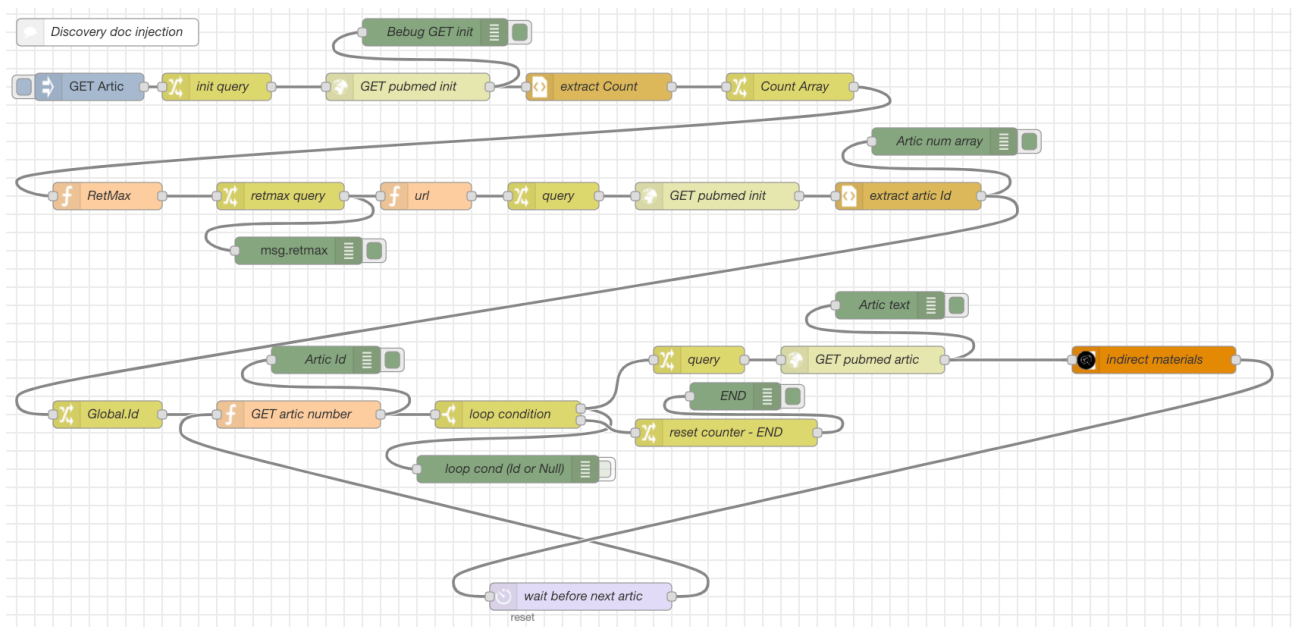 Discovery doc injection
Bebug GET init
GET Artic
init query
GET pubmed init
extract Count
Count Array
Artic num array
RetMax
retmax query
url
query
GET pubmed init
extract artic Id
msg.retmax
Artic text
Artic Id
query
GET pubmed artic
indirect materials
END
Global.Id
GET artic number
loop condition
reset counter - END
loop cond (Id or Null)
wait before next artic
reset